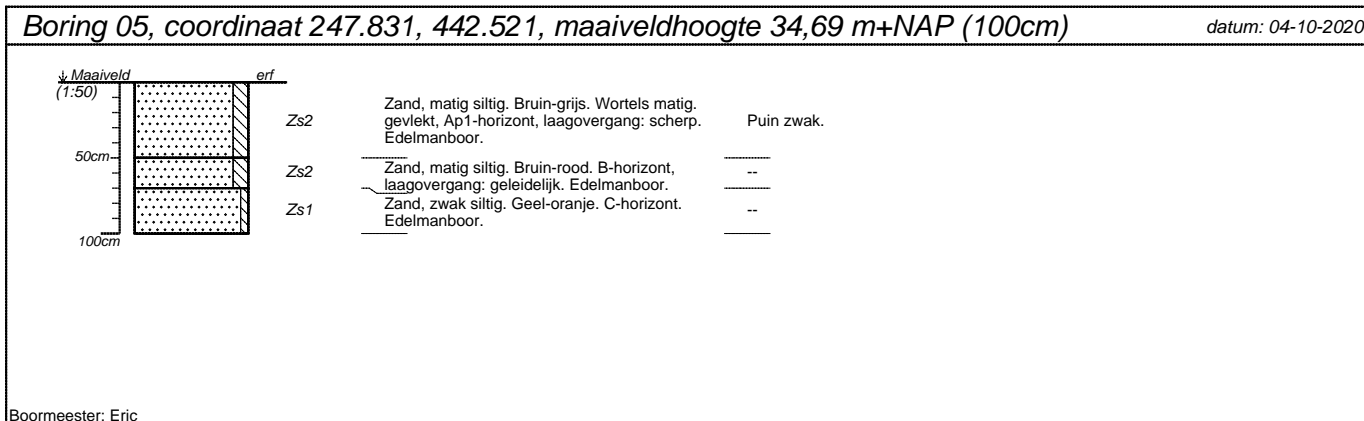 Boring 05, coordinaat 247.831, 442.521, maaiveldhoogte 34,69 m+NAP (100cm) datum: 04-10-2020
Maaiveld erf
(1:50)
Zs2
Zand, matig siltig. Bruin-grijs. Wortels matig.
gevlekt, Ap1-horizont, laagovergang: scherp.
Edelmanboor.
Puin zwak.
50cm
Zs2
Zand, matig siltig. Bruin-rood. B-horizont,
laagovergang: geleidelijk. Edelmanboor.
--
Zs1
Zand, zwak siltig. Geel-oranje. C-horizont.
Edelmanboor.
--
100cm
Boormeester: Eric